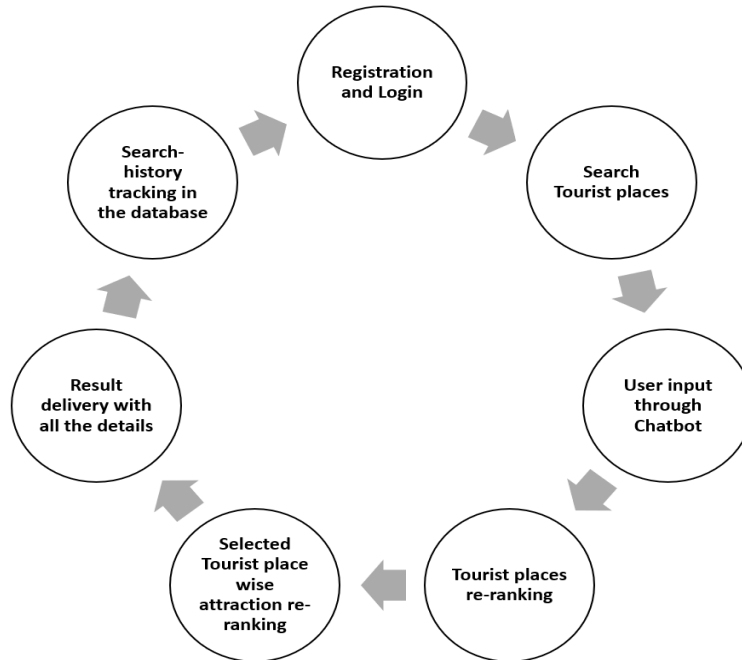 Registration
and Login
Search
Tourist places
User input
through
Chatbot
Tourist places
re-ranking
Selected
Tourist place
wise
attraction re-
ranking
Result
delivery with
all the details
Search-
history
tracking in
the database